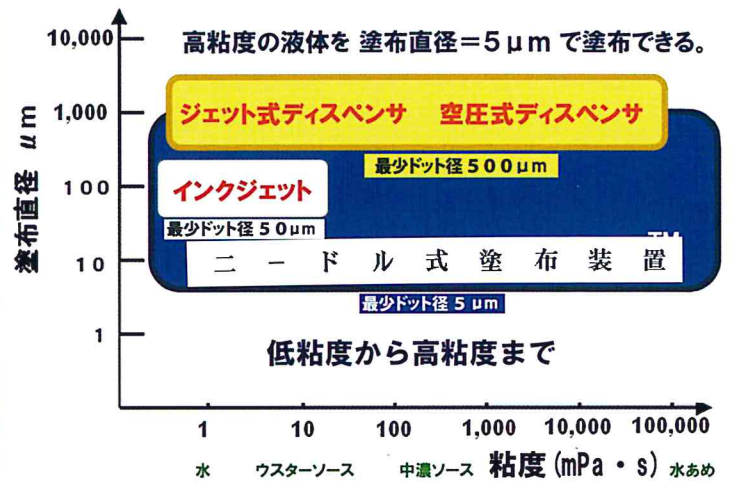 高粘度の液体を 塗布直径=5μmで塗布できる。
塗布直径 μm
10,000
1,000
100
10
1
ジェット式ディスペンサ 空圧式ディスペンサ
最少ドット径500μm
インクジェット
最少ドット径50μm
TM
ニードル式塗布装置
最少ドット径5μm
低粘度から高粘度まで
1 10 100 1,000 10,000 100,000
水 ウスターソース 中濃ソース 粘度(mPa・s) 水あめ